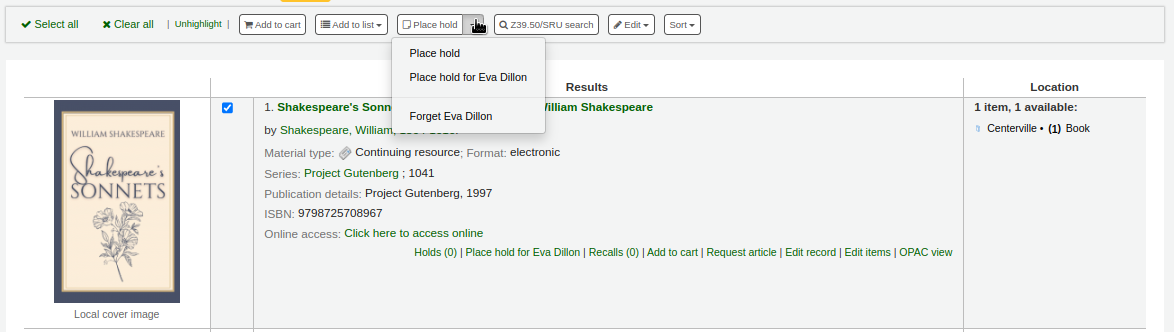 Select all Clear all | Unhighlight | Add to cart Add to list Place hold Z39.50/SRU search Edit Sort
Place hold
Place hold for Eva Dillon
Forget Eva Dillon
Results Location
1. Shakespeare's Sonn William Shakespeare
by Shakespeare, William,
Material type: Continuing resource; Format: electronic
Series: Project Gutenberg ; 1041
Publication details: Project Gutenberg, 1997
ISBN: 9798725708967
Online access: Click here to access online
Holds (0) | Place hold for Eva Dillon | Recalls (0) | Add to cart | Request article | Edit record | Edit items | OPAC view
1 item, 1 available:
Centerville • (1) Book
WILLIAM SHAKESPEARE
Shakespeare's
SONNETS
Local cover image